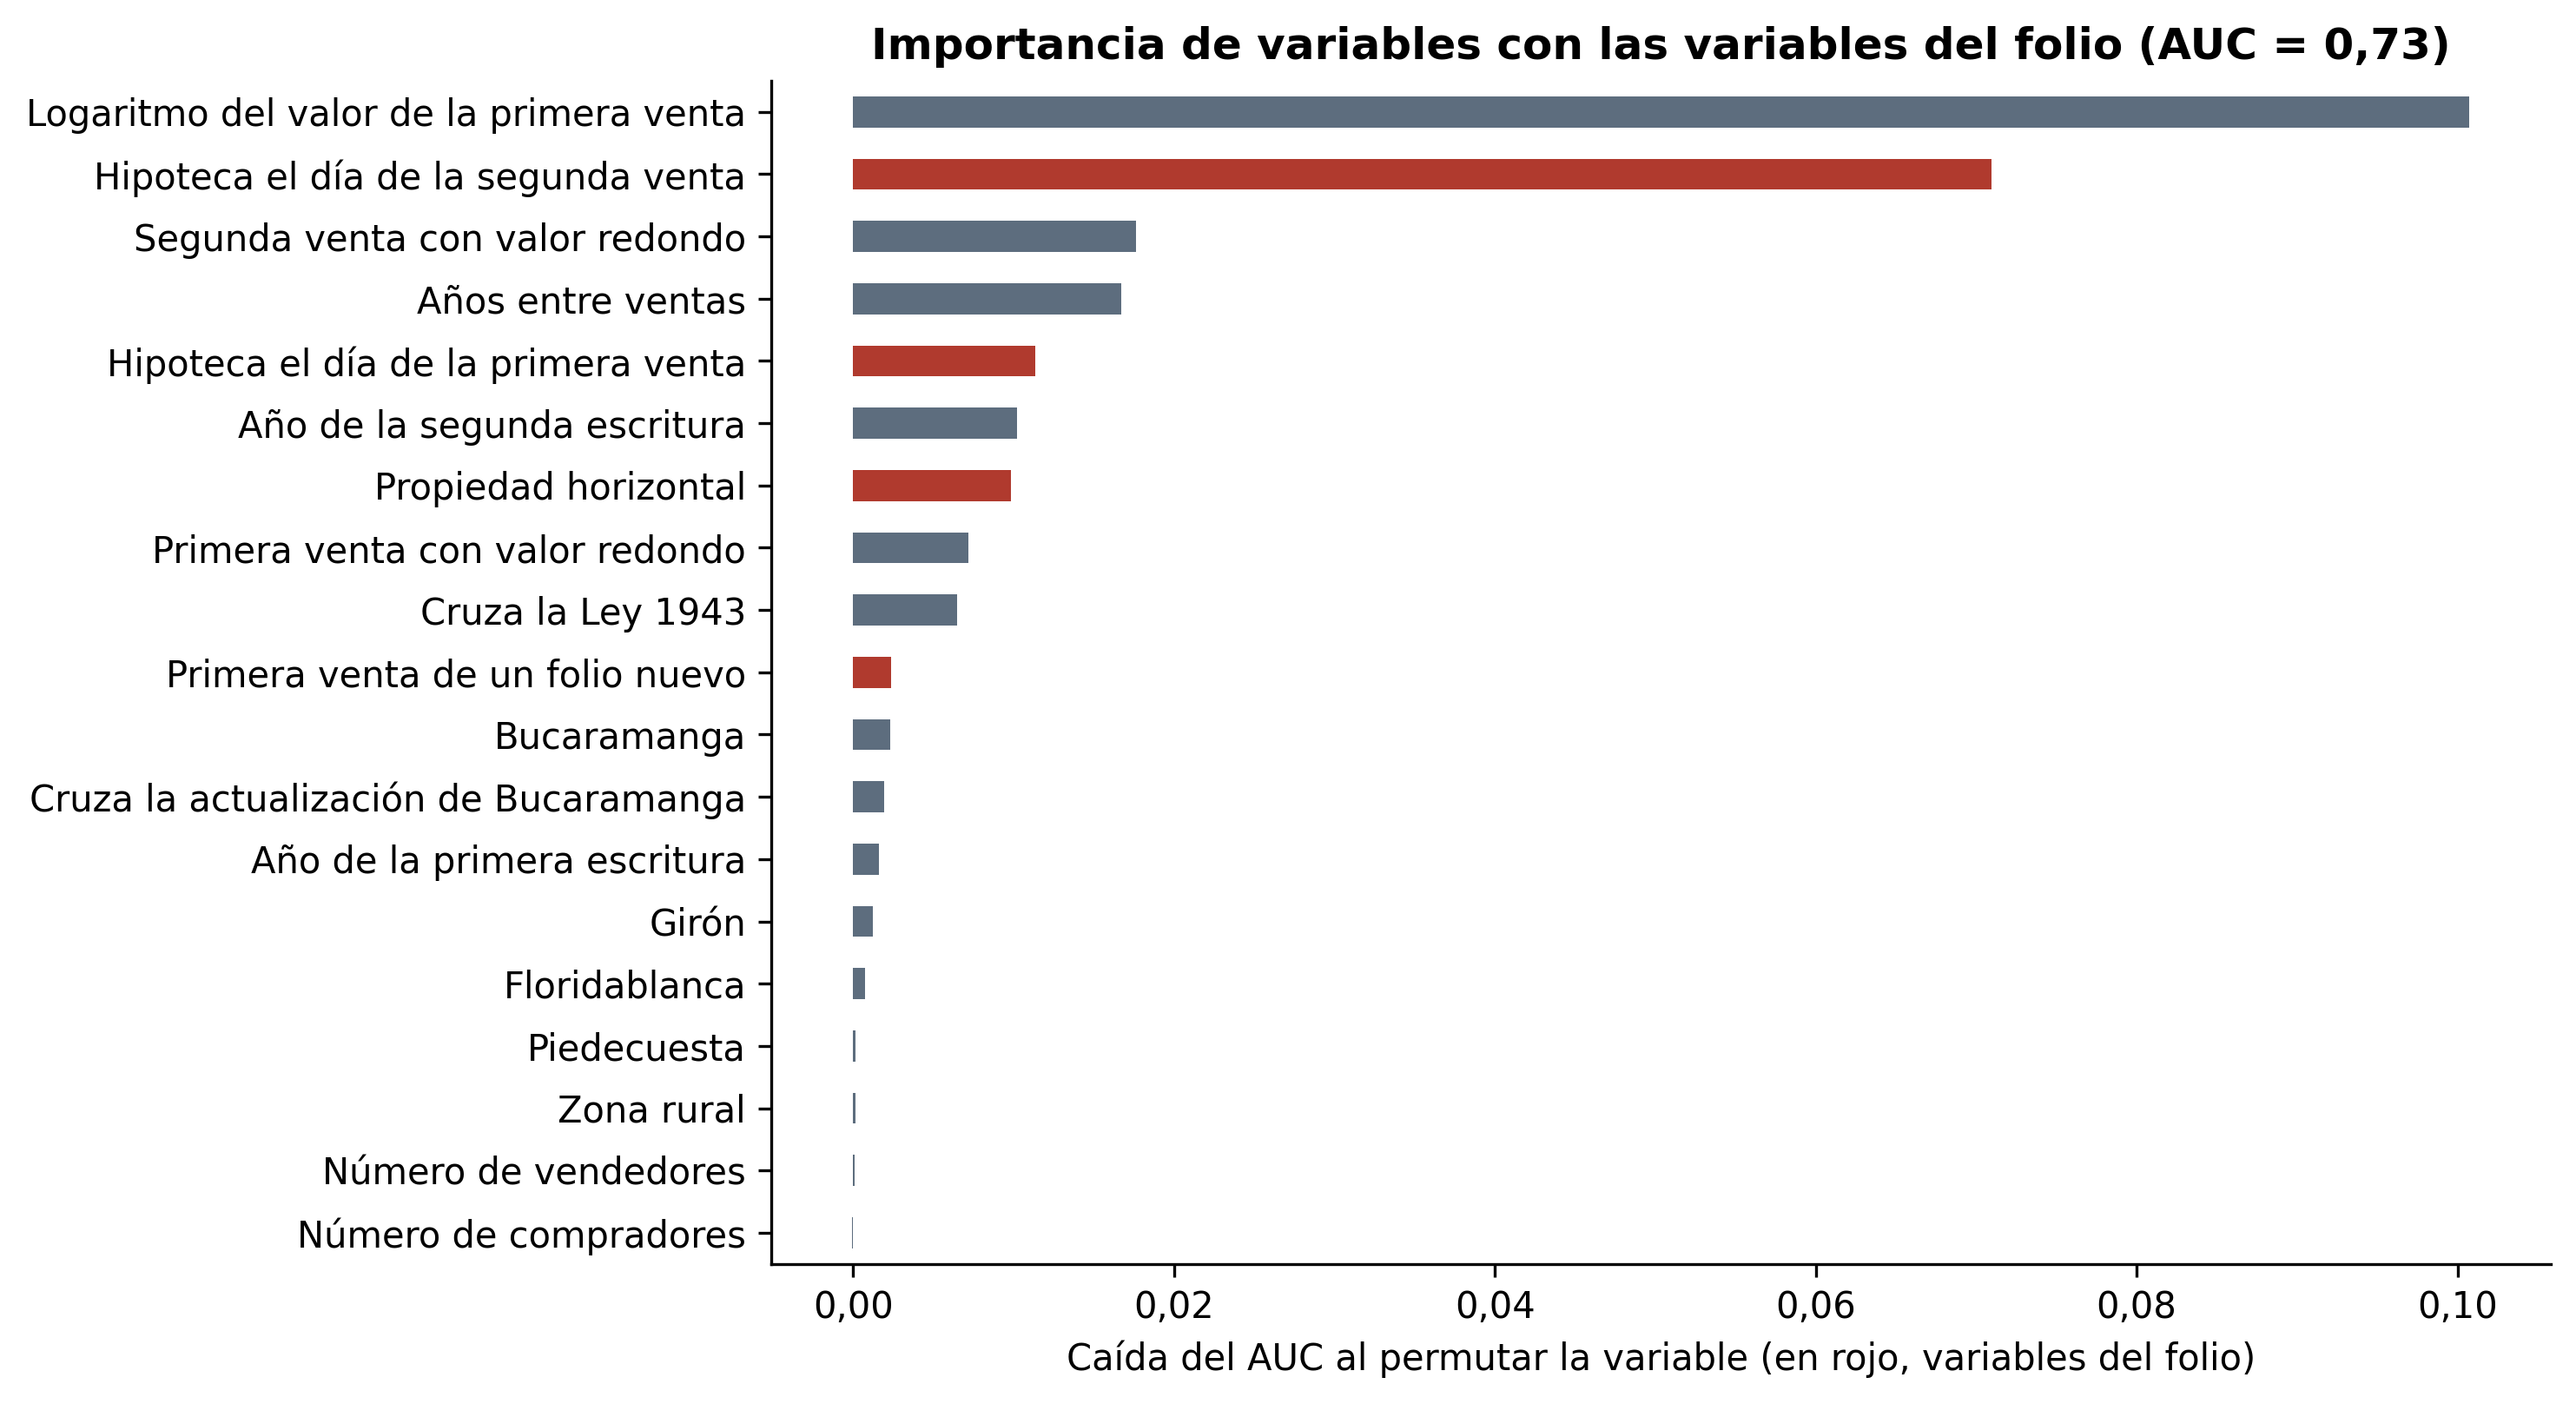 Importancia de variables con las variables del folio (AUC = 0,73)
Logaritmo del valor de la primera venta
Hipoteca el día de la segunda venta
Segunda venta con valor redondo
Años entre ventas
Hipoteca el día de la primera venta
Año de la segunda escritura
Propiedad horizontal
Primera venta con valor redondo
Cruza la Ley 1943
Primera venta de un folio nuevo
Bucaramanga
Cruza la actualización de Bucaramanga
Año de la primera escritura
Girón
Floridablanca
Piedecuesta
Zona rural
Número de vendedores
Número de compradores
0,00 0,02 0,04 0,06 0,08 0,10
Caída del AUC al permutar la variable (en rojo, variables del folio)